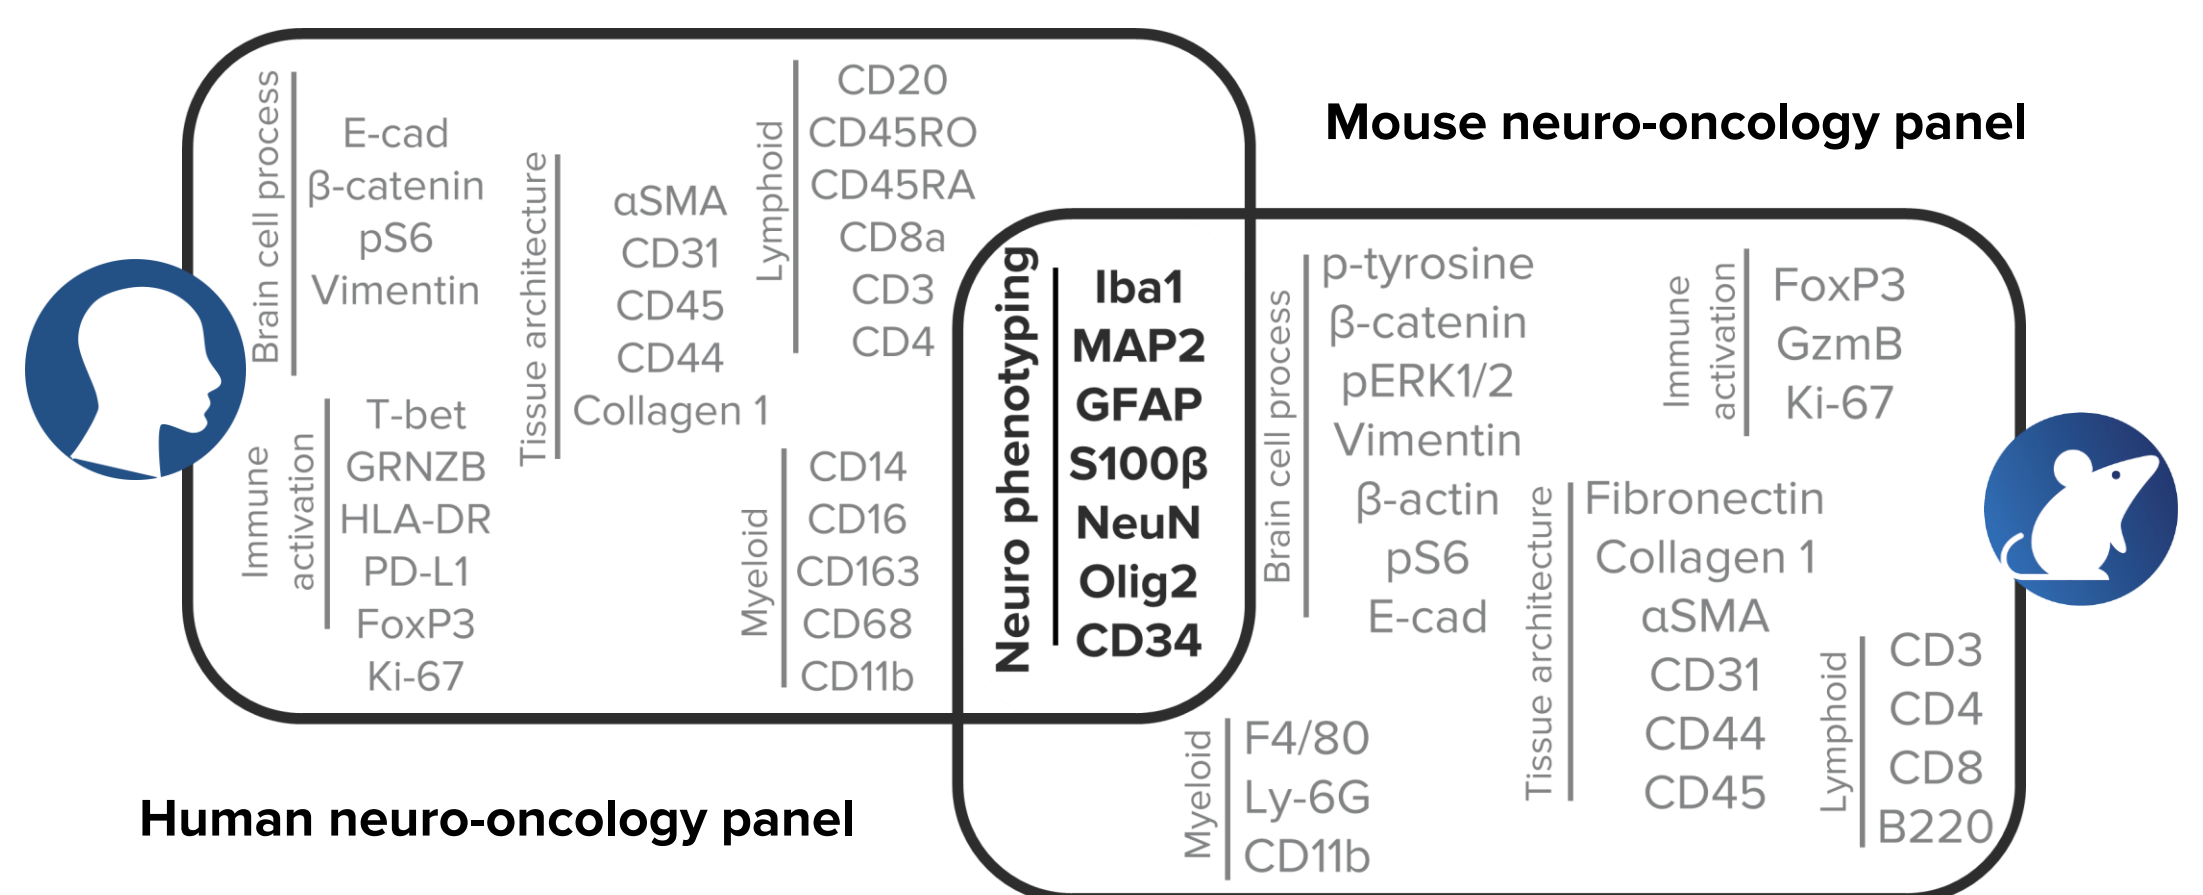 Brain cell process
E-cad
β-catenin
pS6
Vimentin
Tissue architecture
αSMA
CD31
CD45
CD44
Collagen 1
Lymphoid
CD20
CD45RO
CD45RA
CD8a
CD3
CD4
Immune
activation
T-bet
GRNZB
HLA-DR
PD-L1
FoxP3
Ki-67
Myeloid
CD14
CD16
CD163
CD68
CD11b
Human neuro-oncology panel
Neuro phenotyping
Iba1
MAP2
GFAP
S100β
NeuN
Olig2
CD34
Mouse neuro-oncology panel
Brain cell process
p-tyrosine
β-catenin
pERK1/2
Vimentin
β-actin
pS6
E-cad
Immune
activation
FoxP3
GzmB
Ki-67
Tissue architecture
Fibronectin
Collagen 1
αSMA
CD31
CD44
CD45
Lymphoid
CD3
CD4
CD8
B220
Myeloid
F4/80
Ly-6G
CD11b